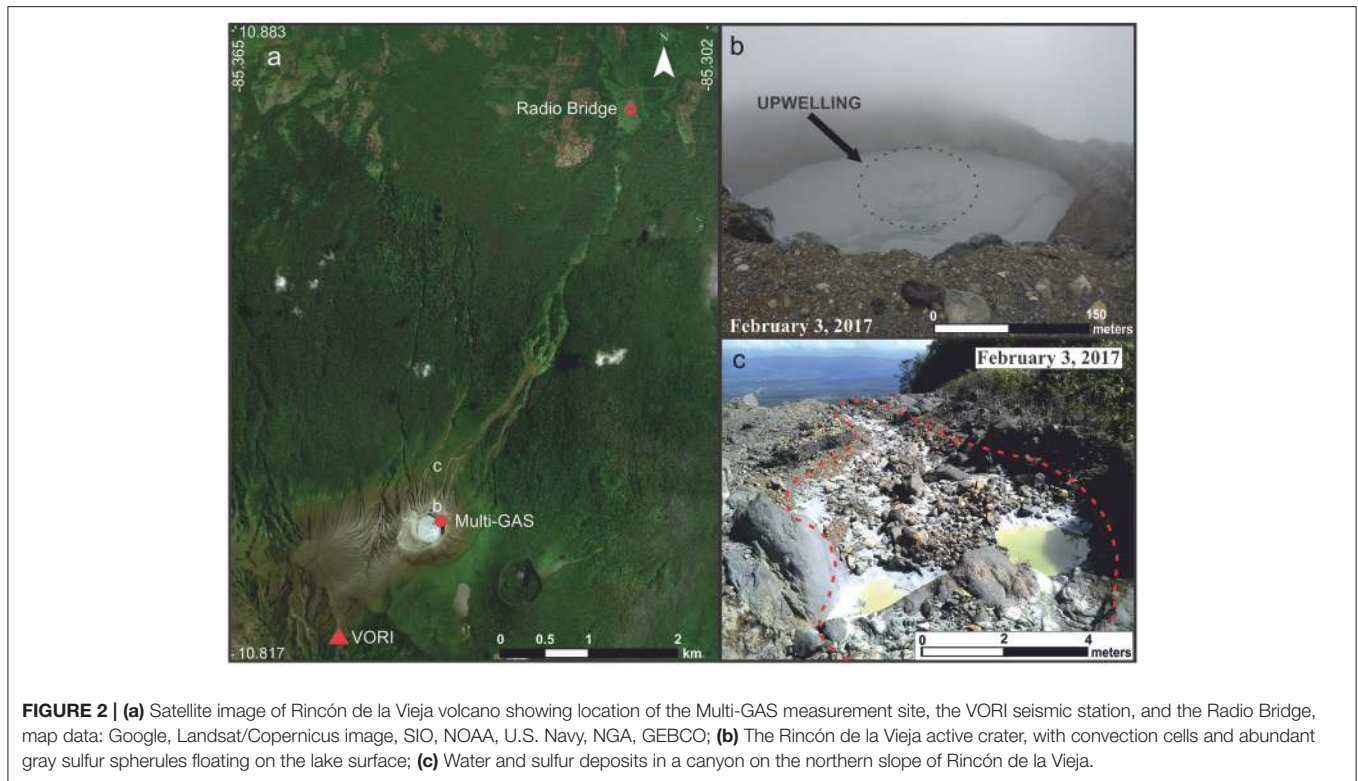 10.883
-85.365
a
N
-85.302
Radio Bridge
c
b
Multi-GAS
VORI
10.817
0 0.5 1 2
km
b
UPWELLING
February 3, 2017
0 150
meters
c
February 3, 2017
0 2 4
meters
FIGURE 2 | (a) Satellite image of Rincón de la Vieja volcano showing location of the Multi-GAS measurement site, the VORI seismic station, and the Radio Bridge,
map data: Google, Landsat/Copernicus image, SIO, NOAA, U.S. Navy, NGA, GEBCO; (b) The Rincón de la Vieja active crater, with convection cells and abundant
gray sulfur spherules floating on the lake surface; (c) Water and sulfur deposits in a canyon on the northern slope of Rincón de la Vieja.